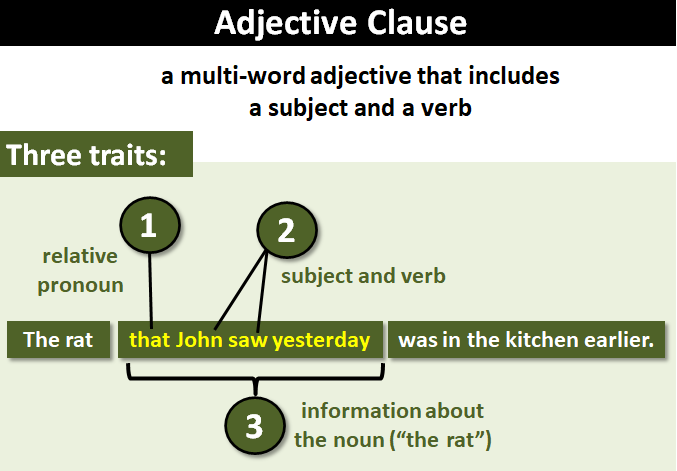 Adjective Clause
a multi-word adjective that includes
a subject and a verb
Three traits:
1
2
relative
pronoun
subject and verb
The rat that John saw yesterday was in the kitchen earlier.
3
information about
the noun (“the rat”)